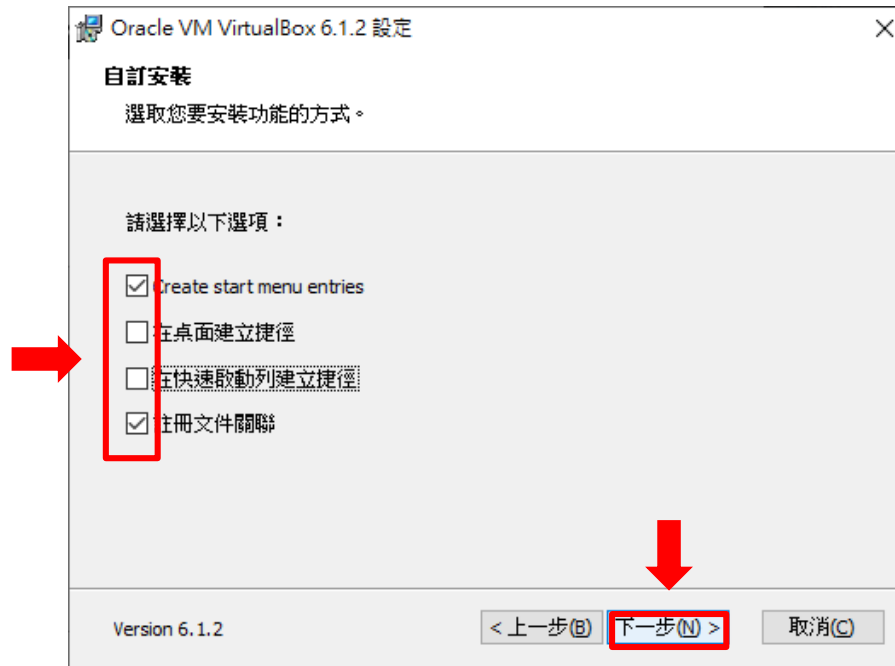 Oracle VM VirtualBox 6.1.2 設定
自訂安裝
選取您要安裝功能的方式。
請選擇以下選項：
Create start menu entries
在桌面建立捷徑
在快速啟動列建立捷徑
註冊文件關聯
Version 6.1.2
< 上一步(B) 下一步(N) > 取消(C)